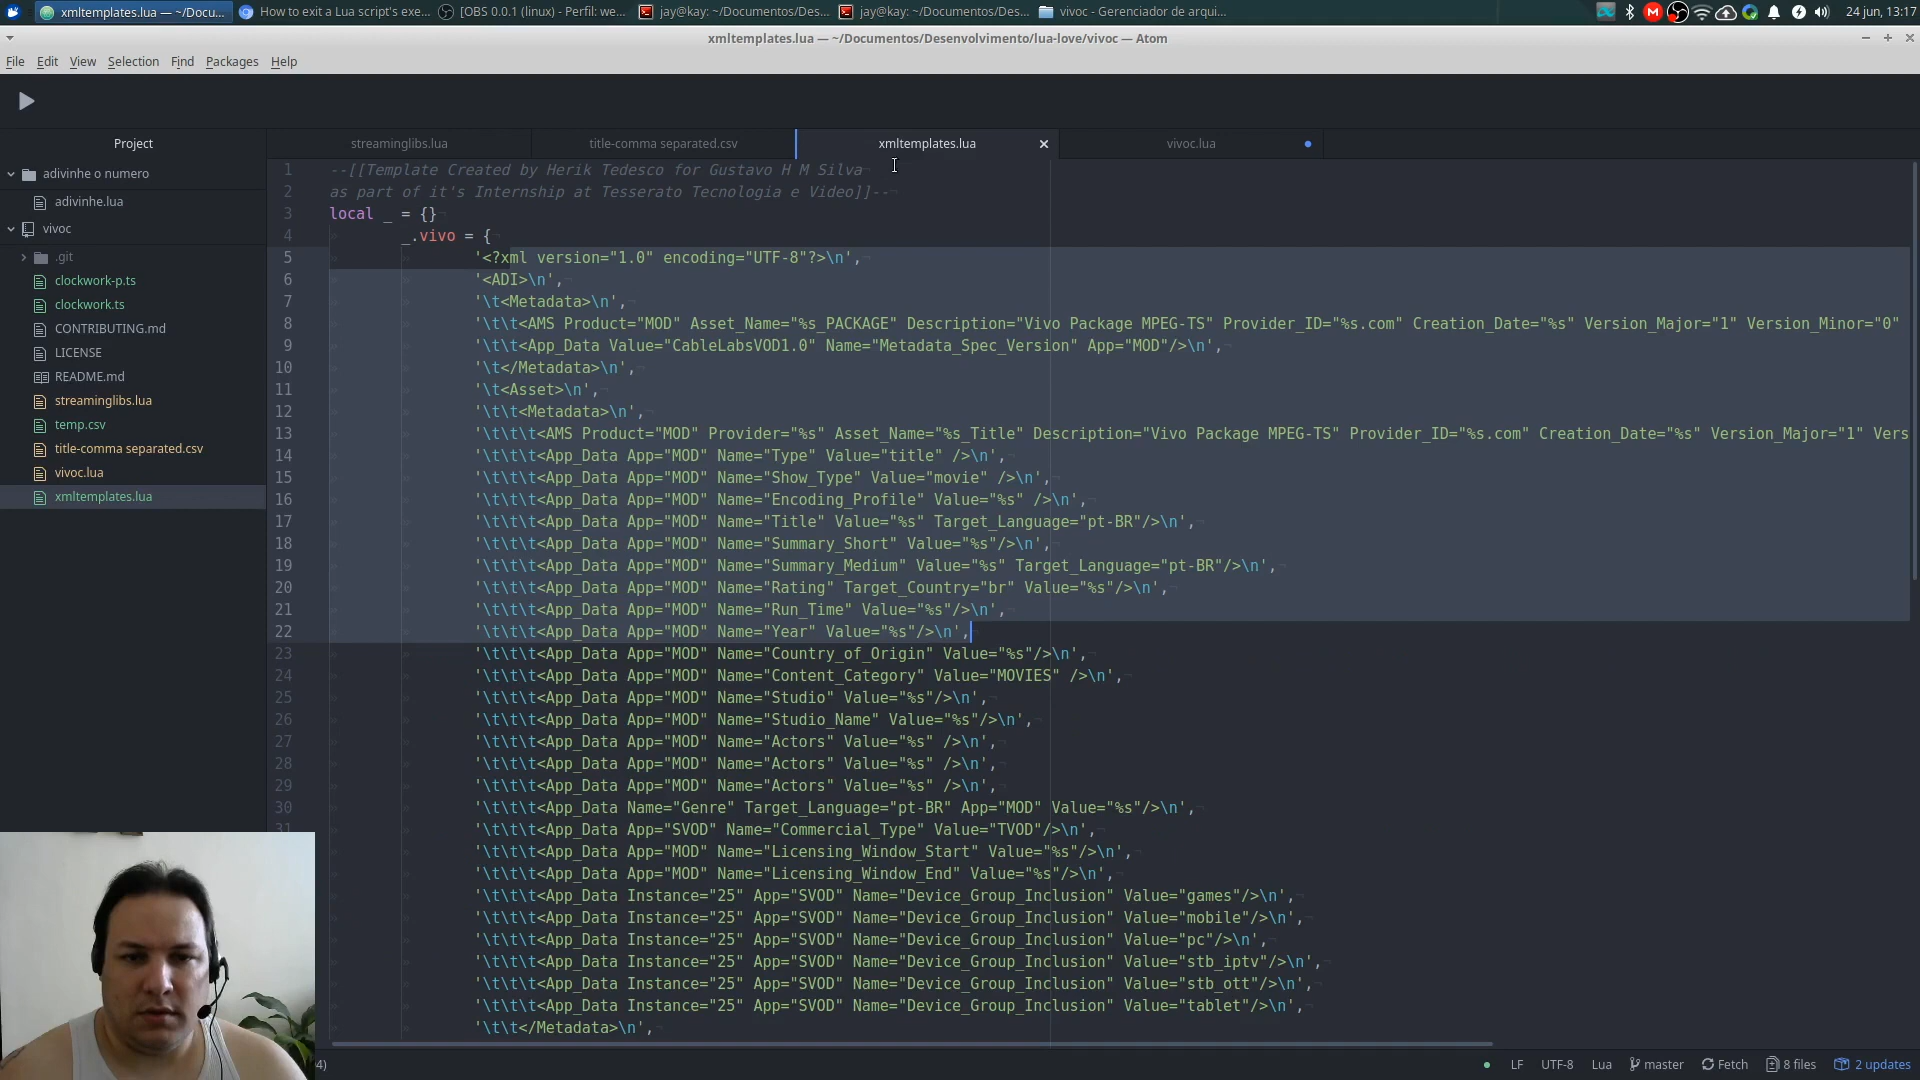 xmltemplates.lua — ~/Docu...
How to exit a Lua script's exe...
[OBS 0.0.1 (linux) - Perfil: we...
jay@kay: ~/Documentos/Des...
jay@kay: ~/Documentos/Des...
vivoc - Gerenciador de arqui...
24 jun, 13:17
xmltemplates.lua — ~/Documentos/Desenvolvimento/lua-love/vivoc — Atom
File Edit View Selection Find Packages Help
Project
adivinhe o numero
adivinhe.lua
vivoc
.git
clockwork-p.ts
clockwork.ts
CONTRIBUTING.md
LICENSE
README.md
streaminglibs.lua
temp.csv
title-comma separated.csv
vivoc.lua
xmltemplates.lua
streaminglibs.lua
title-comma separated.csv
xmltemplates.lua
vivoc.lua
1 --[[Template Created by Herik Tedesco for Gustavo H M Silva
2 as part of it's Internship at Tesserato Tecnologia e Video]]--
3 local _ = {}
4 _.vivo = {
5 '<?xml version="1.0" encoding="UTF-8"?>\n',
6 '<ADI>\n',
7 '\t<Metadata>\n',
8 '\t\t<AMS Product="MOD" Asset_Name="%s_PACKAGE" Description="Vivo Package MPEG-TS" Provider_ID="%s.com" Creation_Date="%s" Version_Major="1" Version_Minor="0"
9 '\t\t<App_Data Value="CableLabsVOD1.0" Name="Metadata_Spec_Version" App="MOD"/>\n',
10 '\t</Metadata>\n',
11 '\t<Asset>\n',
12 '\t\t<Metadata>\n',
13 '\t\t\t<AMS Product="MOD" Provider="%s" Asset_Name="%s_Title" Description="Vivo Package MPEG-TS" Provider_ID="%s.com" Creation_Date="%s" Version_Major="1" Vers
14 '\t\t\t<App_Data App="MOD" Name="Type" Value="title" />\n',
15 '\t\t\t<App_Data App="MOD" Name="Show_Type" Value="movie" />\n',
16 '\t\t\t<App_Data App="MOD" Name="Encoding_Profile" Value="%s" />\n',
17 '\t\t\t<App_Data App="MOD" Name="Title" Value="%s" Target_Language="pt-BR"/>\n',
18 '\t\t\t<App_Data App="MOD" Name="Summary_Short" Value="%s"/>\n',
19 '\t\t\t<App_Data App="MOD" Name="Summary_Medium" Value="%s" Target_Language="pt-BR"/>\n',
20 '\t\t\t<App_Data App="MOD" Name="Rating" Target_Country="br" Value="%s"/>\n',
21 '\t\t\t<App_Data App="MOD" Name="Run_Time" Value="%s"/>\n',
22 '\t\t\t<App_Data App="MOD" Name="Year" Value="%s"/>\n',
23 '\t\t\t<App_Data App="MOD" Name="Country_of_Origin" Value="%s"/>\n',
24 '\t\t\t<App_Data App="MOD" Name="Content_Category" Value="MOVIES" />\n',
25 '\t\t\t<App_Data App="MOD" Name="Studio" Value="%s"/>\n',
26 '\t\t\t<App_Data App="MOD" Name="Studio_Name" Value="%s"/>\n',
27 '\t\t\t<App_Data App="MOD" Name="Actors" Value="%s" />\n',
28 '\t\t\t<App_Data App="MOD" Name="Actors" Value="%s" />\n',
29 '\t\t\t<App_Data App="MOD" Name="Actors" Value="%s" />\n',
30 '\t\t\t<App_Data Name="Genre" Target_Language="pt-BR" App="MOD" Value="%s"/>\n',
31 '\t\t\t<App_Data App="SVOD" Name="Commercial_Type" Value="TVOD"/>\n',
'\t\t\t<App_Data App="MOD" Name="Licensing_Window_Start" Value="%s"/>\n',
'\t\t\t<App_Data App="MOD" Name="Licensing_Window_End" Value="%s"/>\n',
'\t\t\t<App_Data Instance="25" App="SVOD" Name="Device_Group_Inclusion" Value="games"/>\n',
'\t\t\t<App_Data Instance="25" App="SVOD" Name="Device_Group_Inclusion" Value="mobile"/>\n',
'\t\t\t<App_Data Instance="25" App="SVOD" Name="Device_Group_Inclusion" Value="pc"/>\n',
'\t\t\t<App_Data Instance="25" App="SVOD" Name="Device_Group_Inclusion" Value="stb_iptv"/>\n',
'\t\t\t<App_Data Instance="25" App="SVOD" Name="Device_Group_Inclusion" Value="stb_ott"/>\n',
'\t\t\t<App_Data Instance="25" App="SVOD" Name="Device_Group_Inclusion" Value="tablet"/>\n',
'\t\t</Metadata>\n',
4) LF UTF-8 Lua master Fetch 8 files 2 updates